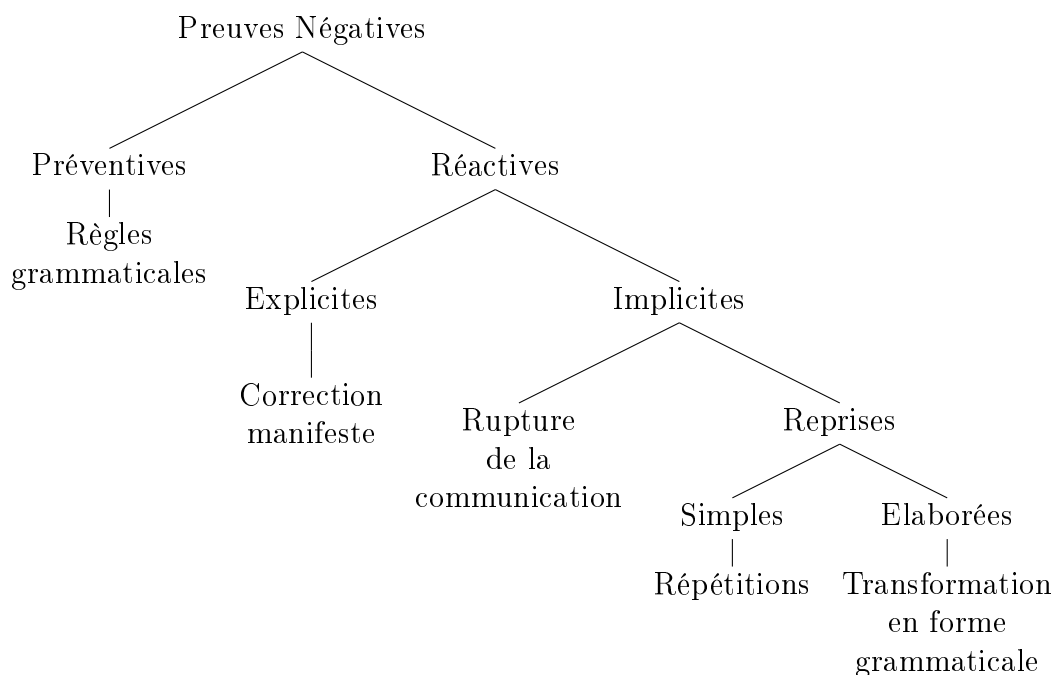 Preuves Négatives
Préventives
Réactives
Règles
grammaticales
Explicites
Implicites
Correction
manifeste
Rupture
de la
communication
Reprises
Simples
Elaborées
Répétitions
Transformation
en forme
grammaticale